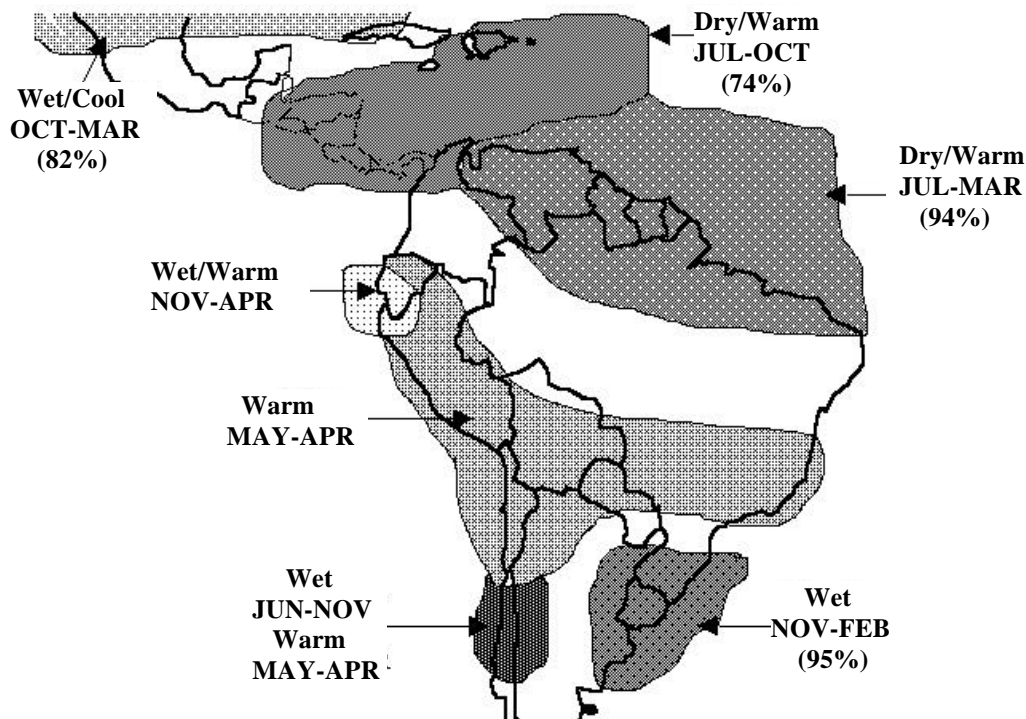 Dry/Warm
JUL-OCT
(74%)
Wet/Cool
OCT-MAR
(82%)
Dry/Warm
JUL-MAR
(94%)
Wet/Warm
NOV-APR
Warm
MAY-APR
Wet
JUN-NOV
Warm
MAY-APR
Wet
NOV-FEB
(95%)